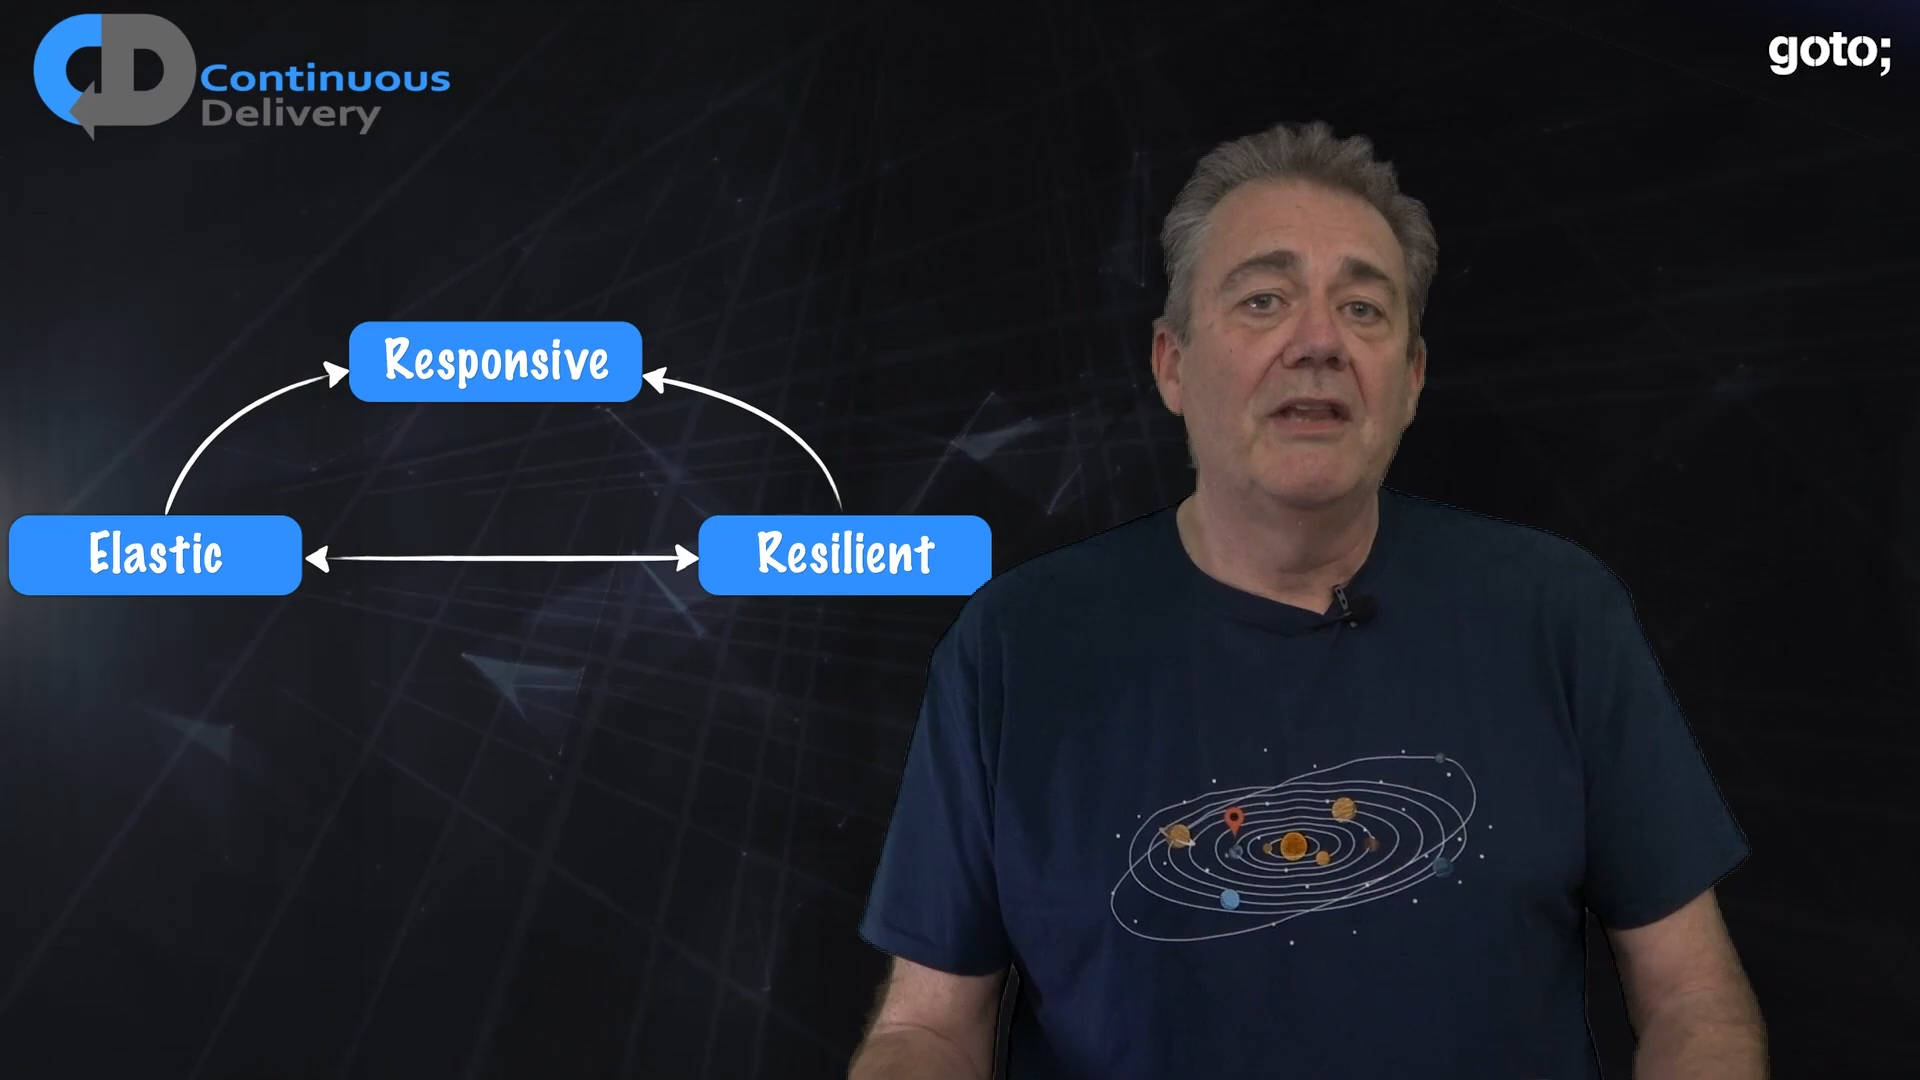 Continuous
Delivery
goto;
Responsive
Elastic
Resilient